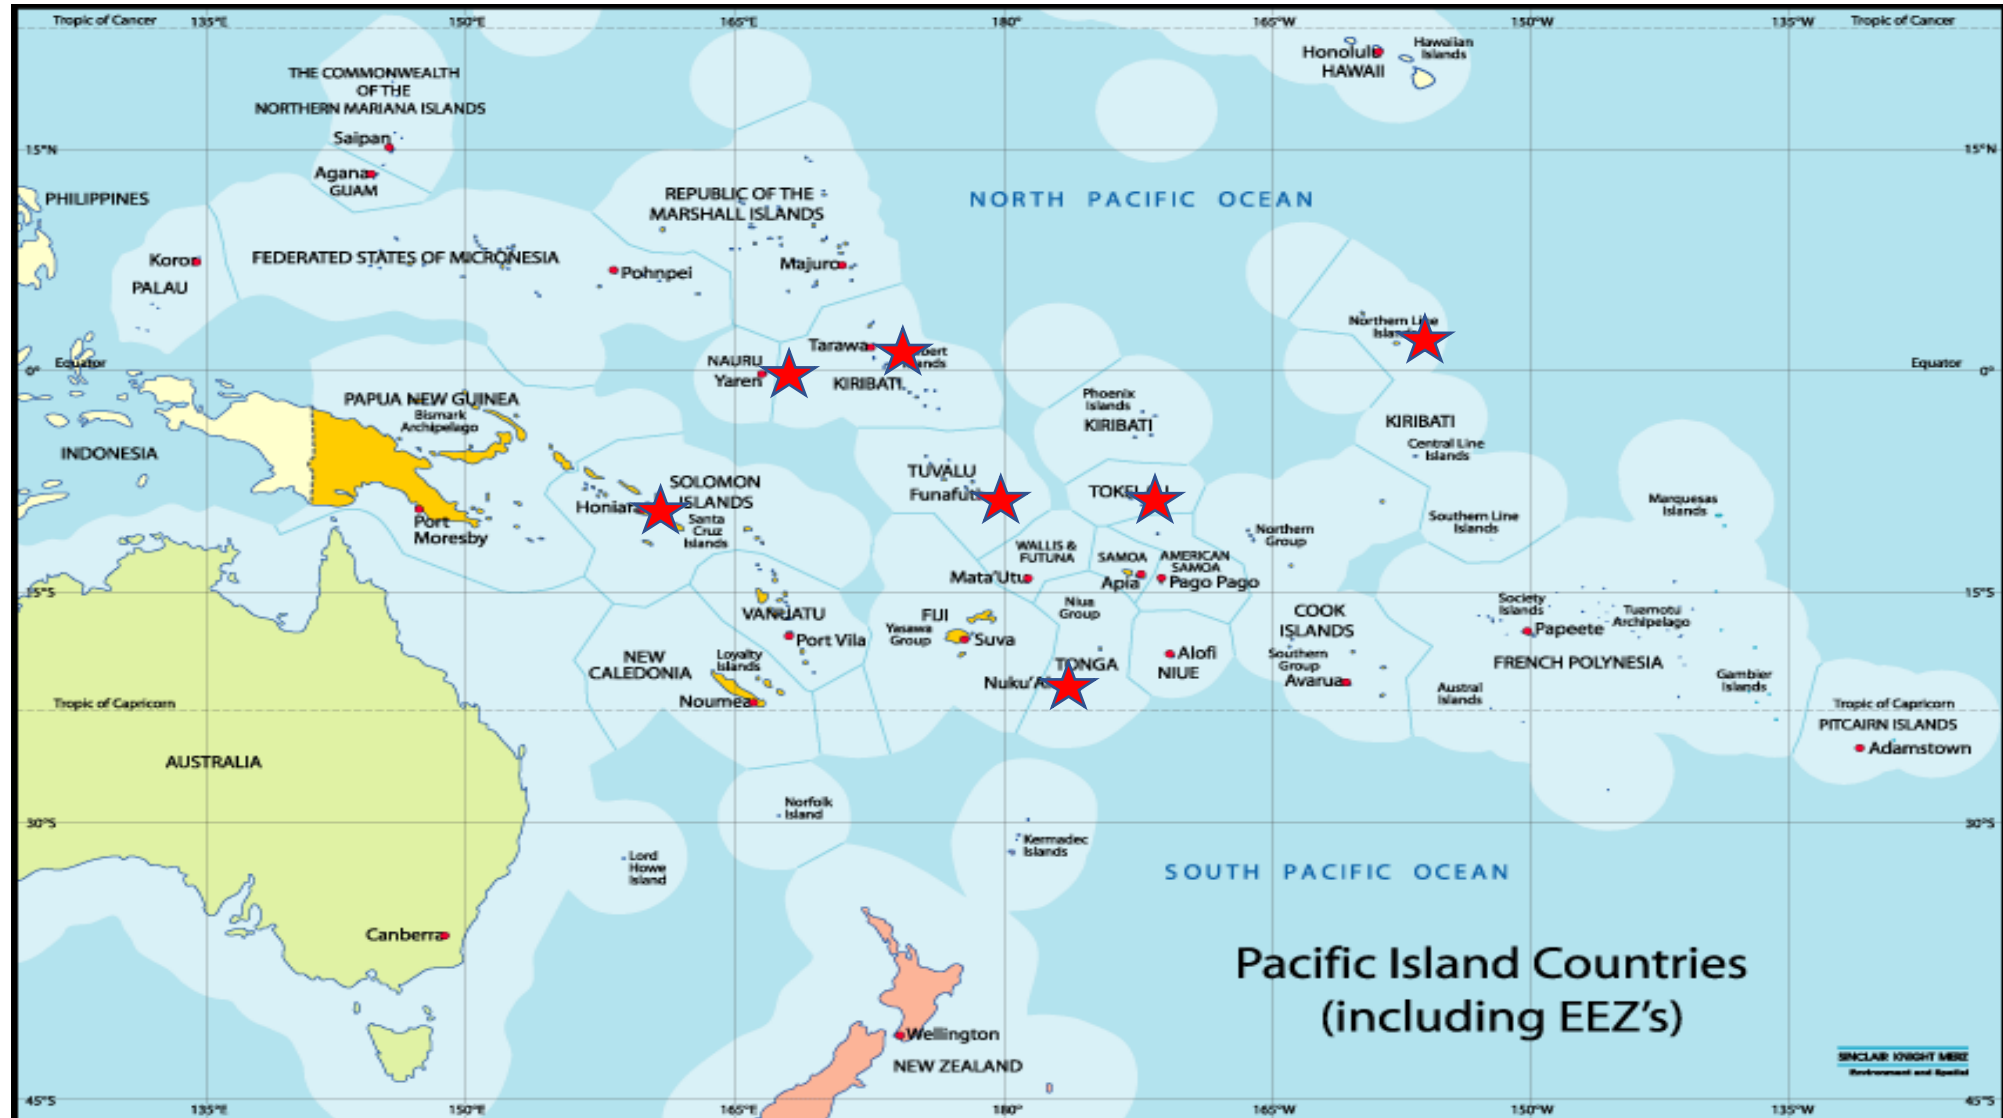 Tropic of Cancer
135°E
150°E
165°E
180°
165°W
150°W
135°W
Tropic of Cancer
Honolulu
HAWAII
Hawaiian
Islands
THE COMMONWEALTH
OF THE
NORTHERN MARIANA ISLANDS
Saipan
Agana
GUAM
15°N
15°N
PHILIPPINES
REPUBLIC OF THE
MARSHALL ISLANDS
NORTH PACIFIC OCEAN
Koror
PALAU
FEDERATED STATES OF MICRONESIA
Pohnpei
Majuro
Northern Line
Tarawa
KIRIBATI
NAURU
Yaren
Equator
0°
Equator
0°
PAPUA NEW GUINEA
Bismark
Archipelago
Phoenix
Islands
KIRIBATI
KIRIBATI
Central Line
Islands
INDONESIA
TUVALU
SOLOMON
ISLANDS
Honiara
Santa
Cruz
Islands
Port
Moresby
Marquesas
Islands
Southern Line
Islands
Northern
Group
WALLIS &
FUTUNA
SAMOA
AMERICAN
SAMOA
Mata'Utu
Apia
Pago Pago
15°S
15°S
VANUATU
Port Vila
FIJI
Yasawa
Group
Suva
Niua
Group
COOK
ISLANDS
Society
Islands
Papeete
Tuamotu
Archipelago
NEW
CALEDONIA
Loyalty
Islands
Noumea
TONGA
Alofi
NIUE
Southern
Group
Avarua
FRENCH POLYNESIA
Austral
Islands
Gambier
Islands
Tropic of Capricorn
Tropic of Capricorn
PITCAIRN ISLANDS
Adamstown
AUSTRALIA
Norfolk
Island
30°S
30°S
Kermadec
Islands
Lord
Howe
Island
SOUTH PACIFIC OCEAN
Canberra
Pacific Island Countries
(including EEZ's)
Wellington
NEW ZEALAND
SINCLAIR KNIGHT MERZ
Environment and Spatial
45°S
135°E
150°E
165°E
180°
165°W
150°W
135°W
45°S